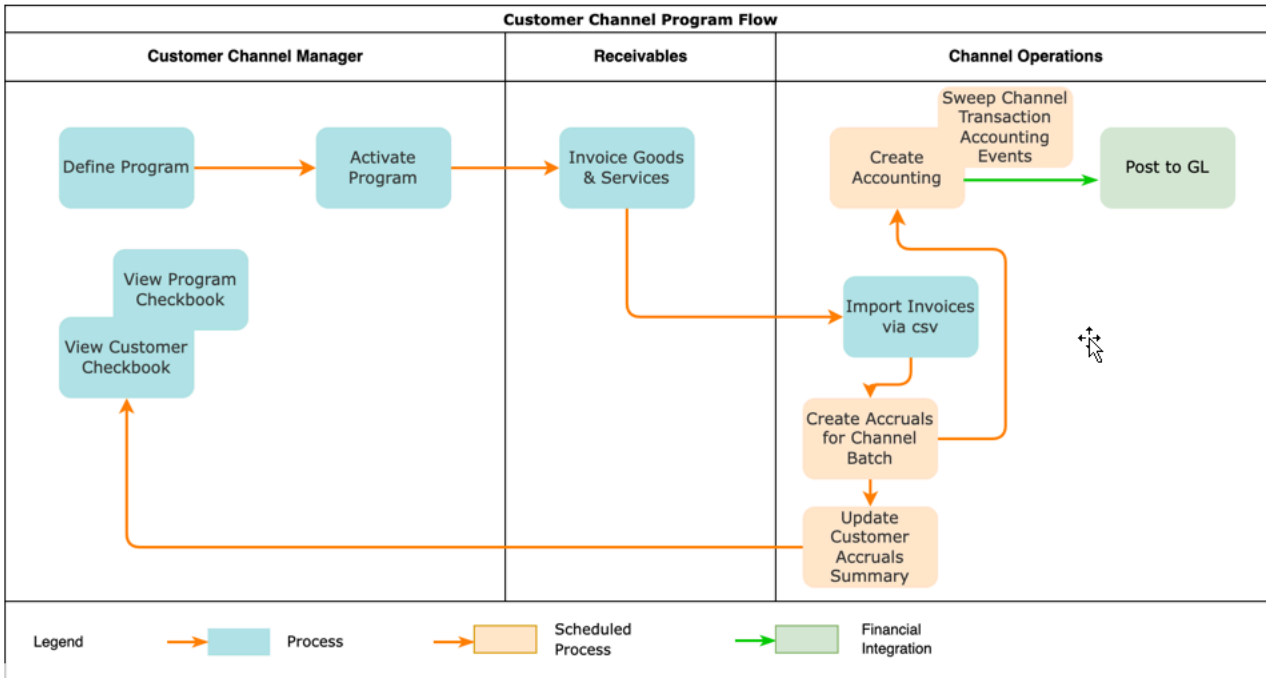 Customer Channel Program Flow
Customer Channel Manager
Receivables
Channel Operations
Define Program
Activate
Program
Invoice Goods
& Services
Sweep Channel
Transaction
Accounting
Events
Create
Accounting
Post to GL
View Program
Checkbook
View Customer
Checkbook
Import Invoices
via csv
Create Accruals
for Channel
Batch
Update
Customer
Accruals
Summary
Legend
Process
Scheduled
Process
Financial
Integration